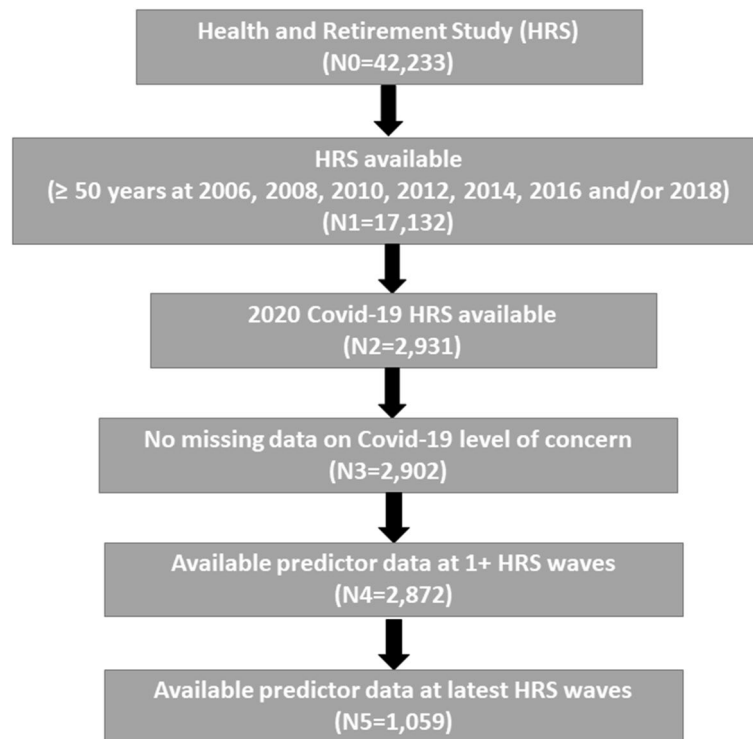 Health and Retirement Study (HRS)
(N0=42,233)
HRS available
(≥ 50 years at 2006, 2008, 2010, 2012, 2014, 2016 and/or 2018)
(N1=17,132)
2020 Covid-19 HRS available
(N2=2,931)
No missing data on Covid-19 level of concern
(N3=2,902)
Available predictor data at 1+ HRS waves
(N4=2,872)
Available predictor data at latest HRS waves
(N5=1,059)